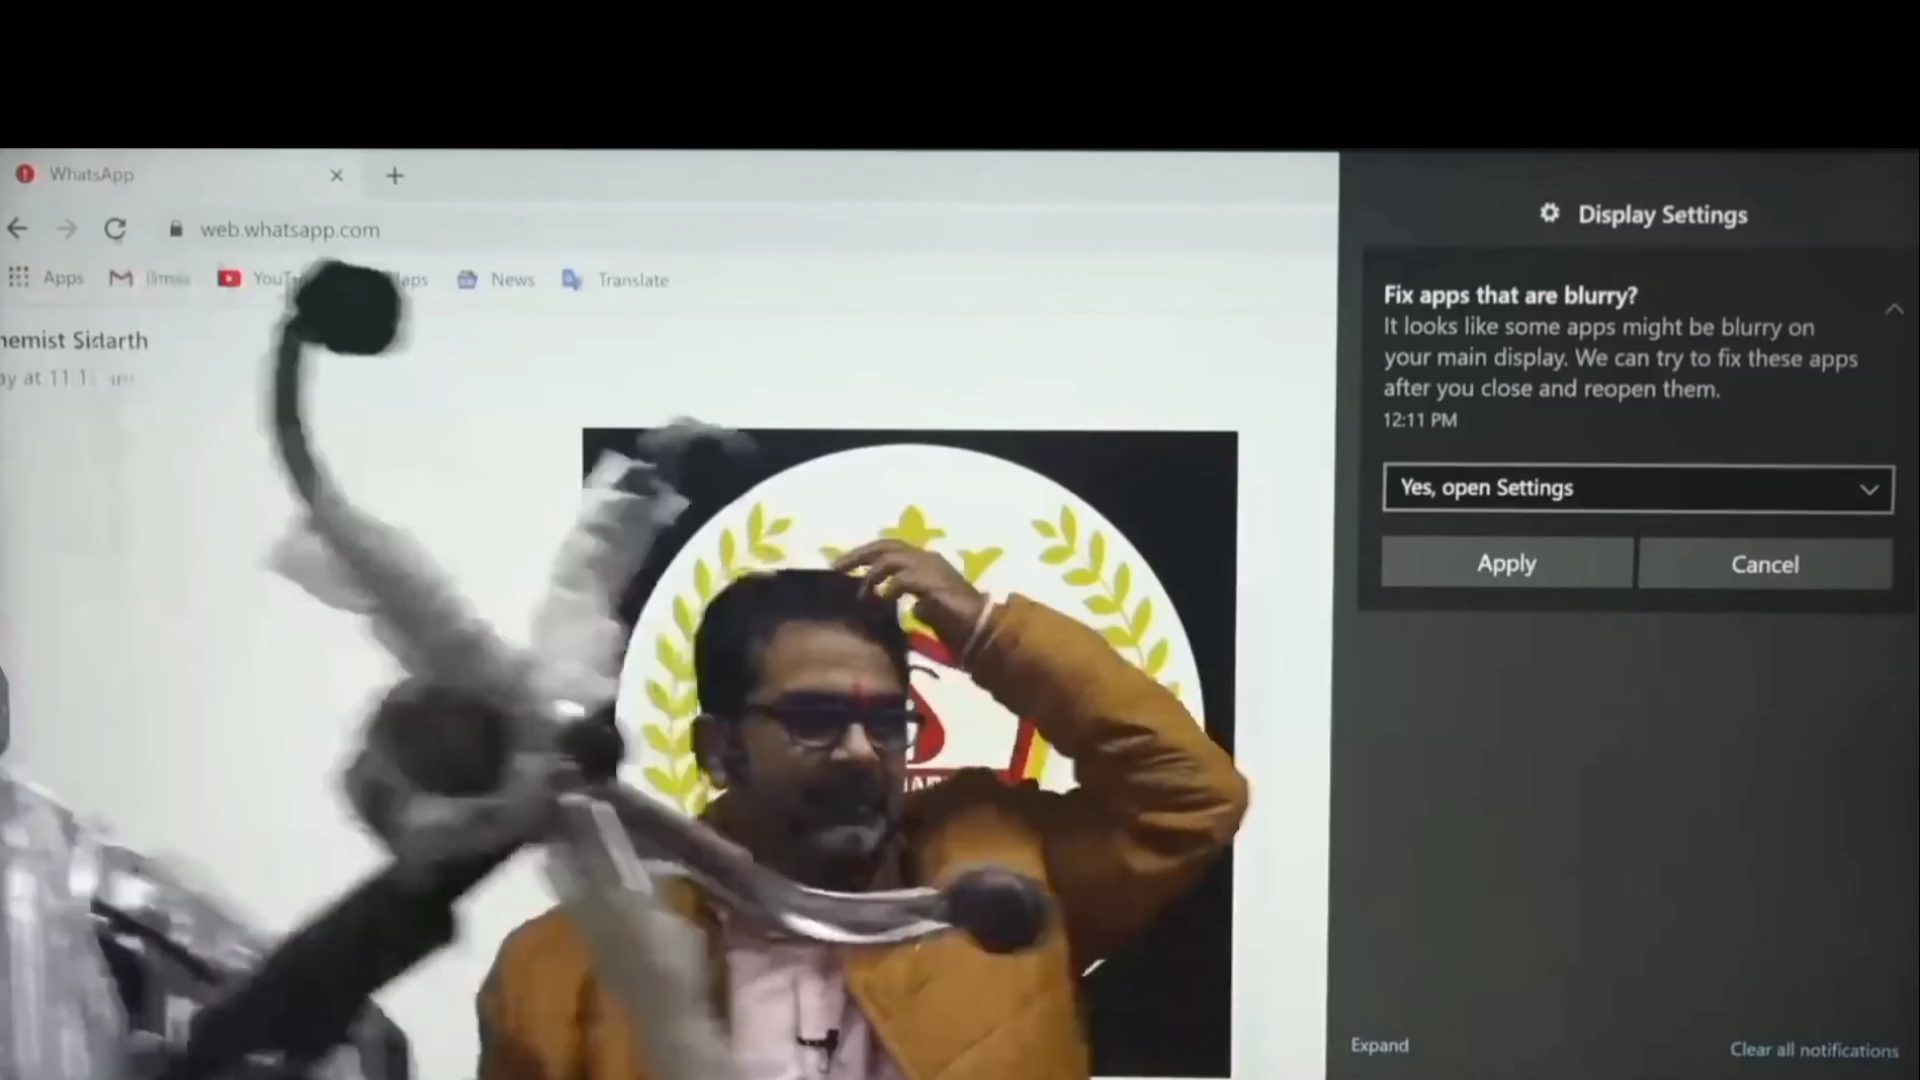 WhatsApp
web.whatsapp.com
Apps
News
Translate
Sidarth
Display Settings
Fix apps that are blurry?
It looks like some apps might be blurry on
your main display. We can try to fix these apps
after you close and reopen them.
12:11 PM
Yes, open Settings
Apply
Cancel
Expand
Clear all notifications